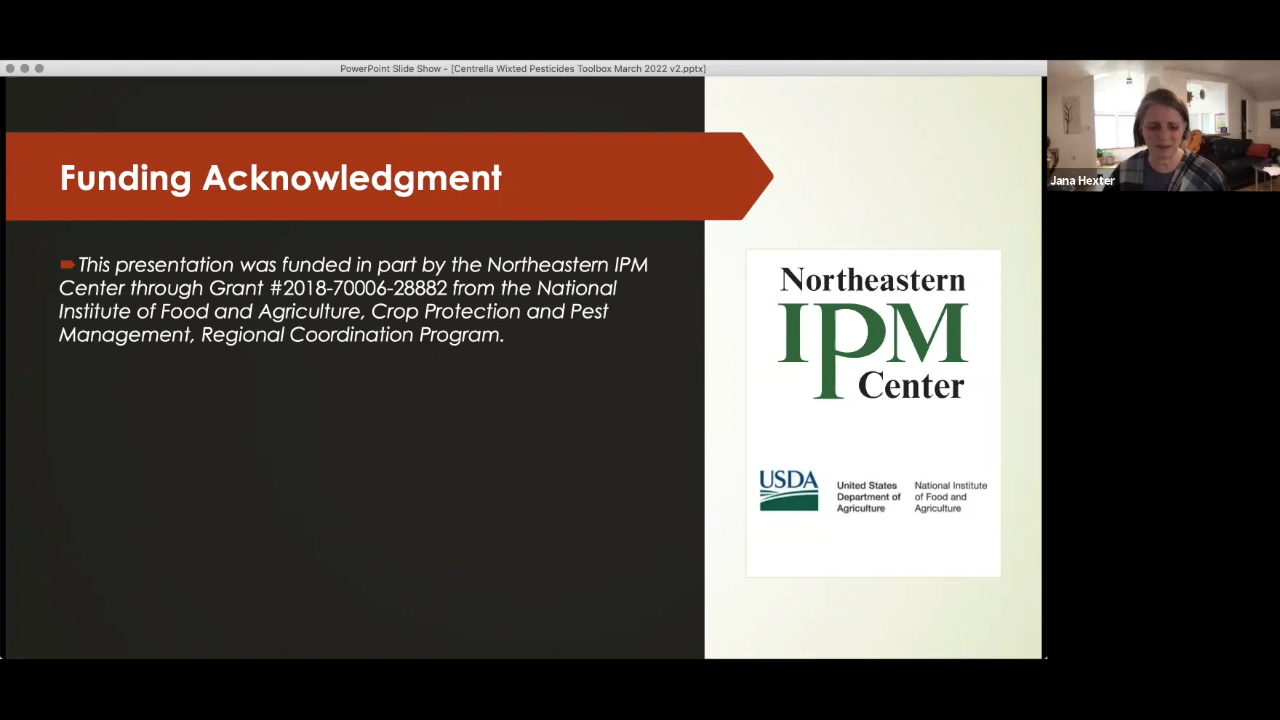 PowerPoint Slide Show - [Centrella Wixted Pesticides Toolbox March 2022 v2.pptx]
Funding Acknowledgment
This presentation was funded in part by the Northeastern IPM
Center through Grant #2018-70006-28882 from the National
Institute of Food and Agriculture, Crop Protection and Pest
Management, Regional Coordination Program.
Northeastern
IPM
Center
USDA
United States
Department of
Agriculture
National Institute
of Food and
Agriculture
Jana Hexter